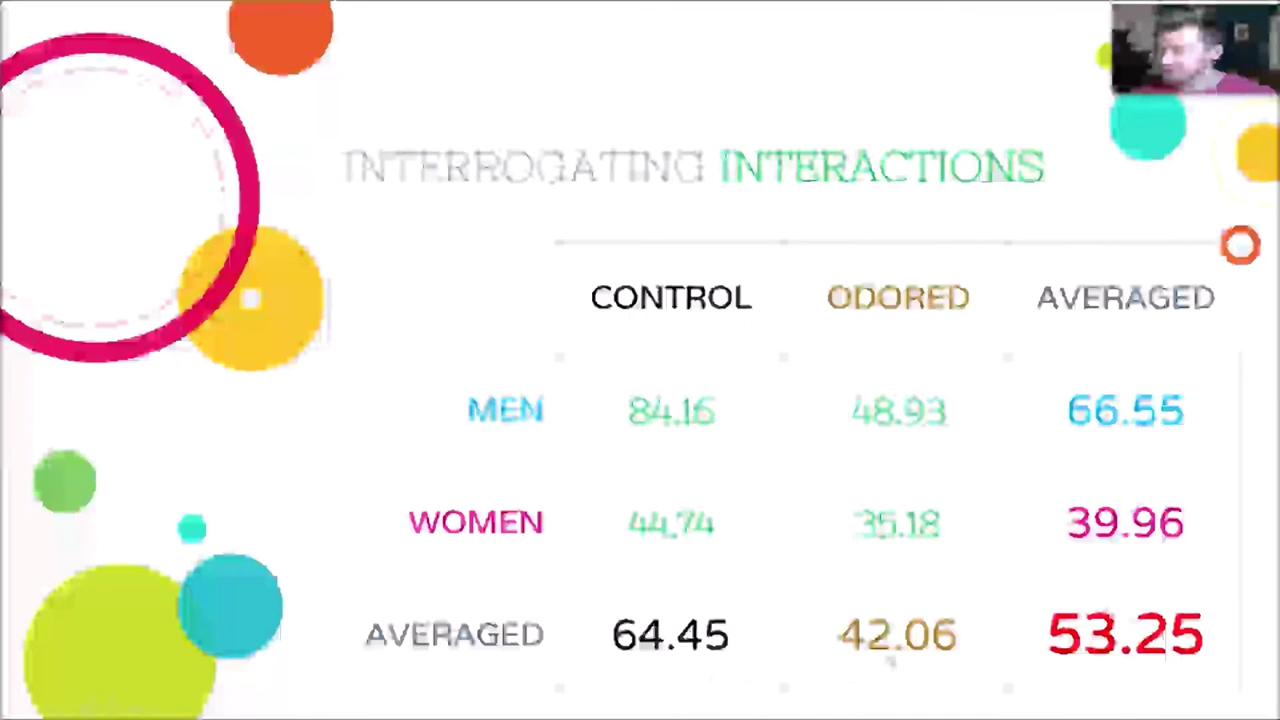 INTERROGATING INTERACTIONS
CONTROL ODORED AVERAGED
MEN 84.16 48.93 66.55
WOMEN 44.74 35.18 39.96
AVERAGED 64.45 42.06 53.25